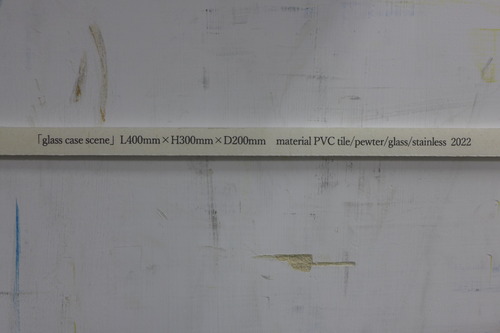 「glass case scene」 L400mm×H300mm×D200mm　material PVC tile/pewter/glass/stainless 2022